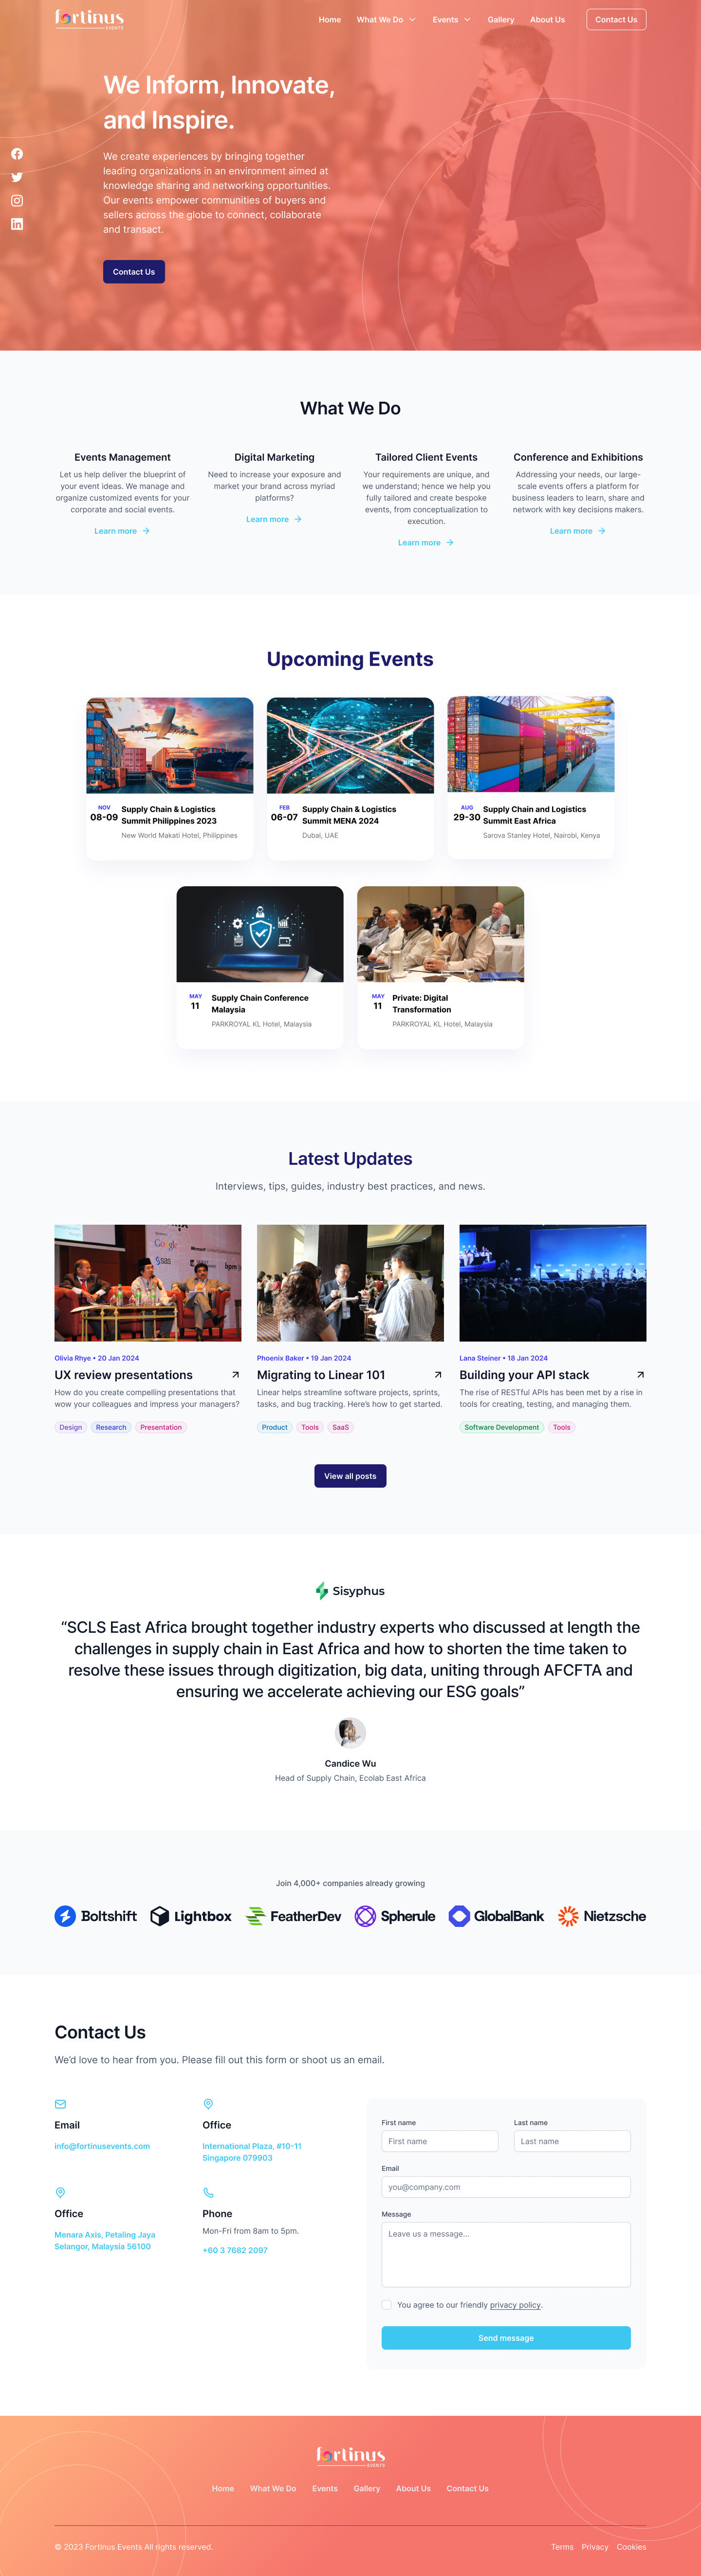 fortinus
EVENTS
Home What We Do Events Gallery About Us Contact Us
We Inform, Innovate,
and Inspire.
We create experiences by bringing together
leading organizations in an environment aimed at
knowledge sharing and networking opportunities.
Our events empower communities of buyers and
sellers across the globe to connect, collaborate
and transact.
Contact Us
What We Do
Events Management
Let us help deliver the blueprint of
your event ideas. We manage and
organize customized events for your
corporate and social events.
Learn more
Digital Marketing
Need to increase your exposure and
market your brand across myriad
platforms?
Learn more
Tailored Client Events
Your requirements are unique, and
we understand; hence we help you
fully tailored and create bespoke
events, from conceptualization to
execution.
Learn more
Conference and Exhibitions
Addressing your needs, our large-
scale events offers a platform for
business leaders to learn, share and
network with key decisions makers.
Learn more
Upcoming Events
NOV
08-09
Supply Chain & Logistics
Summit Philippines 2023
New World Makati Hotel, Philippines
FEB
06-07
Supply Chain & Logistics
Summit MENA 2024
Dubai, UAE
AUG
29-30
Supply Chain and Logistics
Summit East Africa
Sarova Stanley Hotel, Nairobi, Kenya
MAY
11
Supply Chain Conference
Malaysia
PARKROYAL KL Hotel, Malaysia
MAY
11
Private: Digital
Transformation
PARKROYAL KL Hotel, Malaysia
Latest Updates
Interviews, tips, guides, industry best practices, and news.
Google
sas
bpm
Olivia Rhye • 20 Jan 2024
UX review presentations
How do you create compelling presentations that
wow your colleagues and impress your managers?
Design Research Presentation
Phoenix Baker • 19 Jan 2024
Migrating to Linear 101
Linear helps streamline software projects, sprints,
tasks, and bug tracking. Here’s how to get started.
Product Tools SaaS
Lana Steiner • 18 Jan 2024
Building your API stack
The rise of RESTful APIs has been met by a rise in
tools for creating, testing, and managing them.
Software Development Tools
View all posts
Sisyphus
“SCLS East Africa brought together industry experts who discussed at length the
challenges in supply chain in East Africa and how to shorten the time taken to
resolve these issues through digitization, big data, uniting through AFCFTA and
ensuring we accelerate achieving our ESG goals”
Candice Wu
Head of Supply Chain, Ecolab East Africa
Join 4,000+ companies already growing
Boltshift Lightbox FeatherDev Spherule GlobalBank Nietzsche
Contact Us
We’d love to hear from you. Please fill out this form or shoot us an email.
Email
info@fortinusevents.com
Office
International Plaza, #10-11
Singapore 079903
Office
Menara Axis, Petaling Jaya
Selangor, Malaysia 56100
Phone
Mon-Fri from 8am to 5pm.
+60 3 7682 2097
First name Last name
First name Last name
Email
you@company.com
Message
Leave us a message...
You agree to our friendly privacy policy.
Send message
fortinus
EVENTS
Home What We Do Events Gallery About Us Contact Us
© 2023 Fortinus Events All rights reserved.
Terms Privacy Cookies